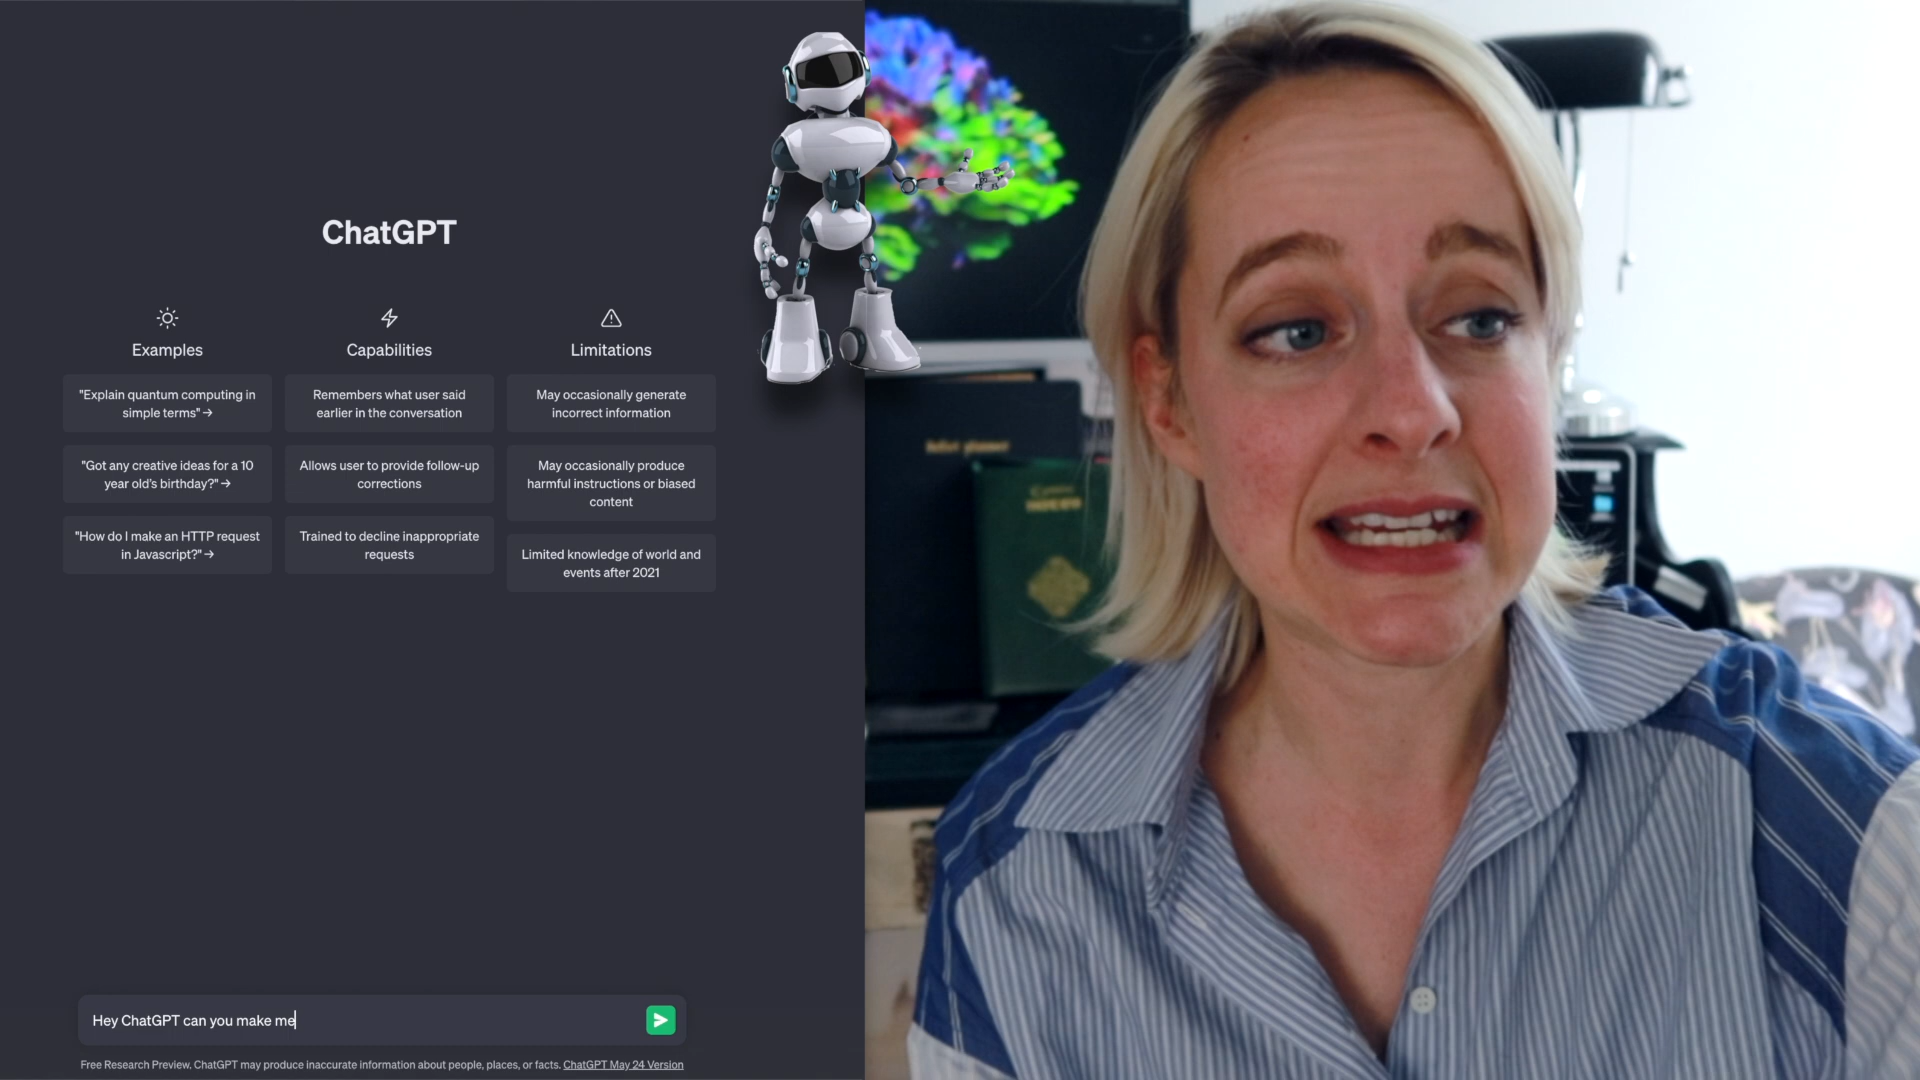 ChatGPT
Examples
"Explain quantum computing in
simple terms" →
"Got any creative ideas for a 10
year old's birthday?" →
"How do I make an HTTP request
in Javascript?" →
Capabilities
Remembers what user said
earlier in the conversation
Allows user to provide follow-up
corrections
Trained to decline inappropriate
requests
Limitations
May occasionally generate
incorrect information
May occasionally produce
harmful instructions or biased
content
Limited knowledge of world and
events after 2021
Hey ChatGPT can you make me
Free Research Preview. ChatGPT may produce inaccurate information about people, places, or facts. ChatGPT May 24 Version